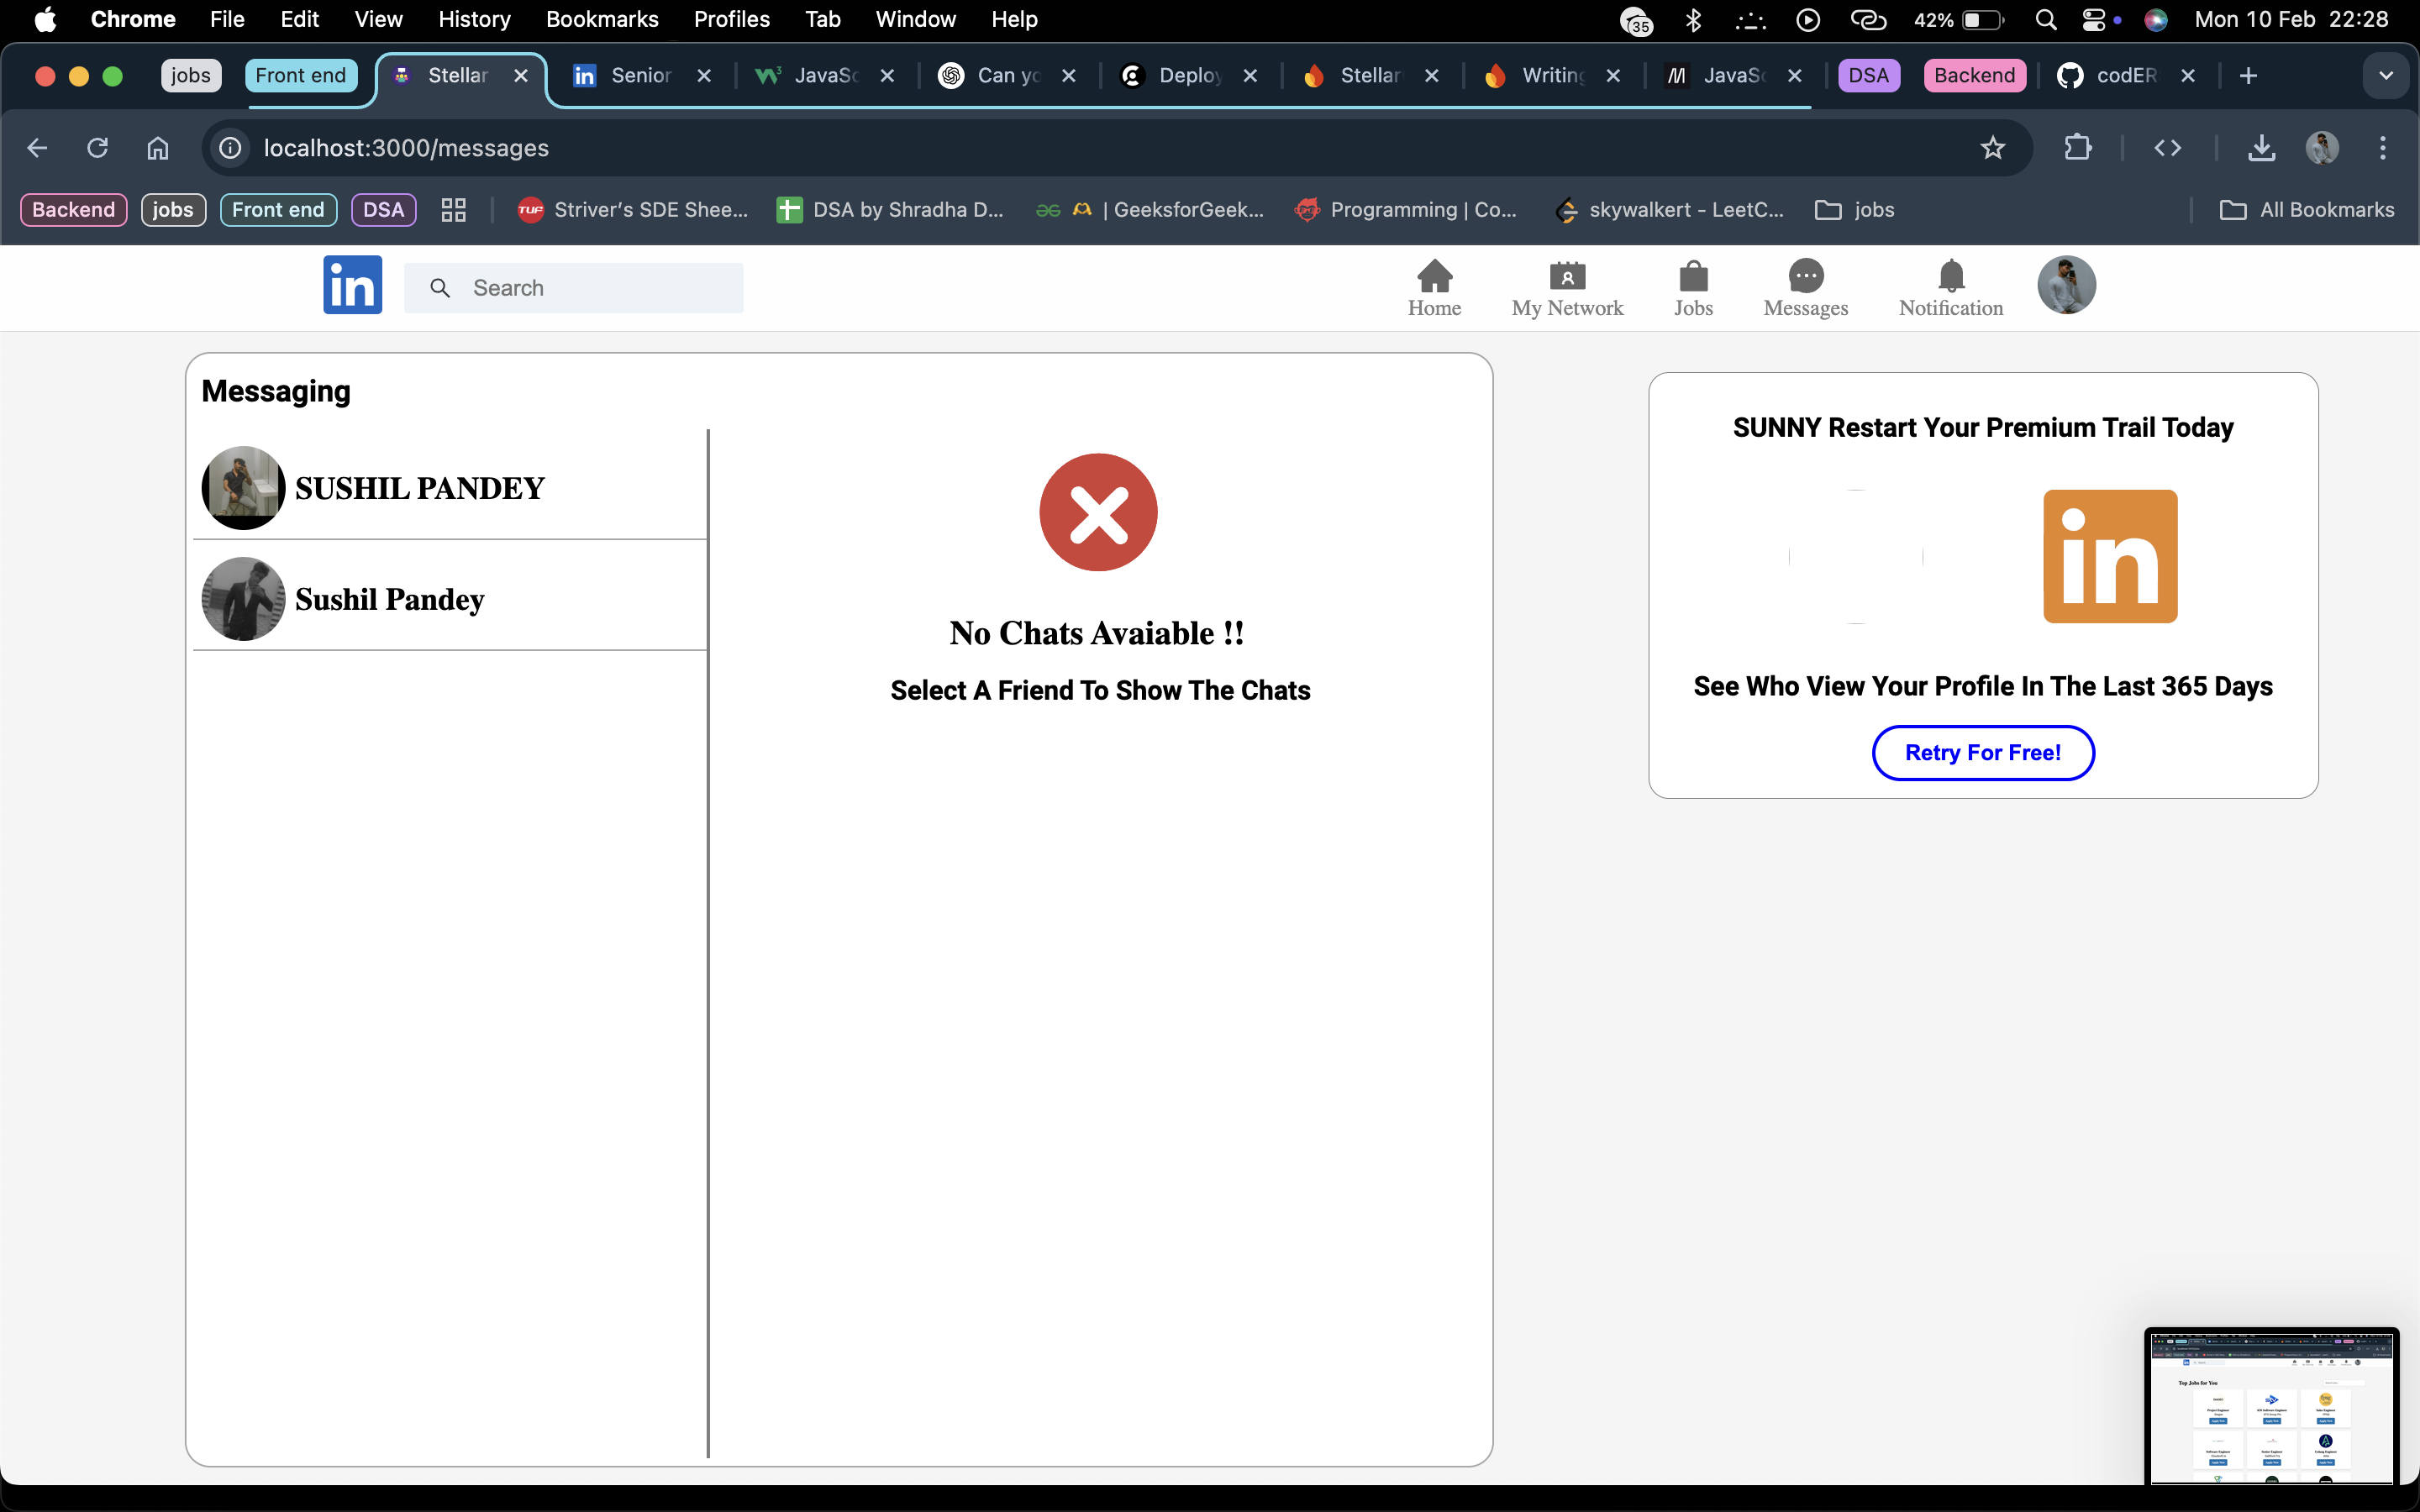 Chrome File Edit View History Bookmarks Profiles Tab Window Help 35 42% Mon 10 Feb 22:28
jobs Front end Stellar Senior JavaSc Can yo Deploy Stellar Writing JavaSc DSA Backend codER
localhost:3000/messages
Backend jobs Front end DSA Striver's SDE Shee... DSA by Shradha D... | GeeksforGeek... Programming | Co... skywalkert - LeetC... jobs All Bookmarks
in Search Home My Network Jobs Messages Notification
Messaging
SUSHIL PANDEY
Sushil Pandey
No Chats Avaiable !!
Select A Friend To Show The Chats
SUNNY Restart Your Premium Trail Today
in
See Who View Your Profile In The Last 365 Days
Retry For Free!
Top Jobs for You